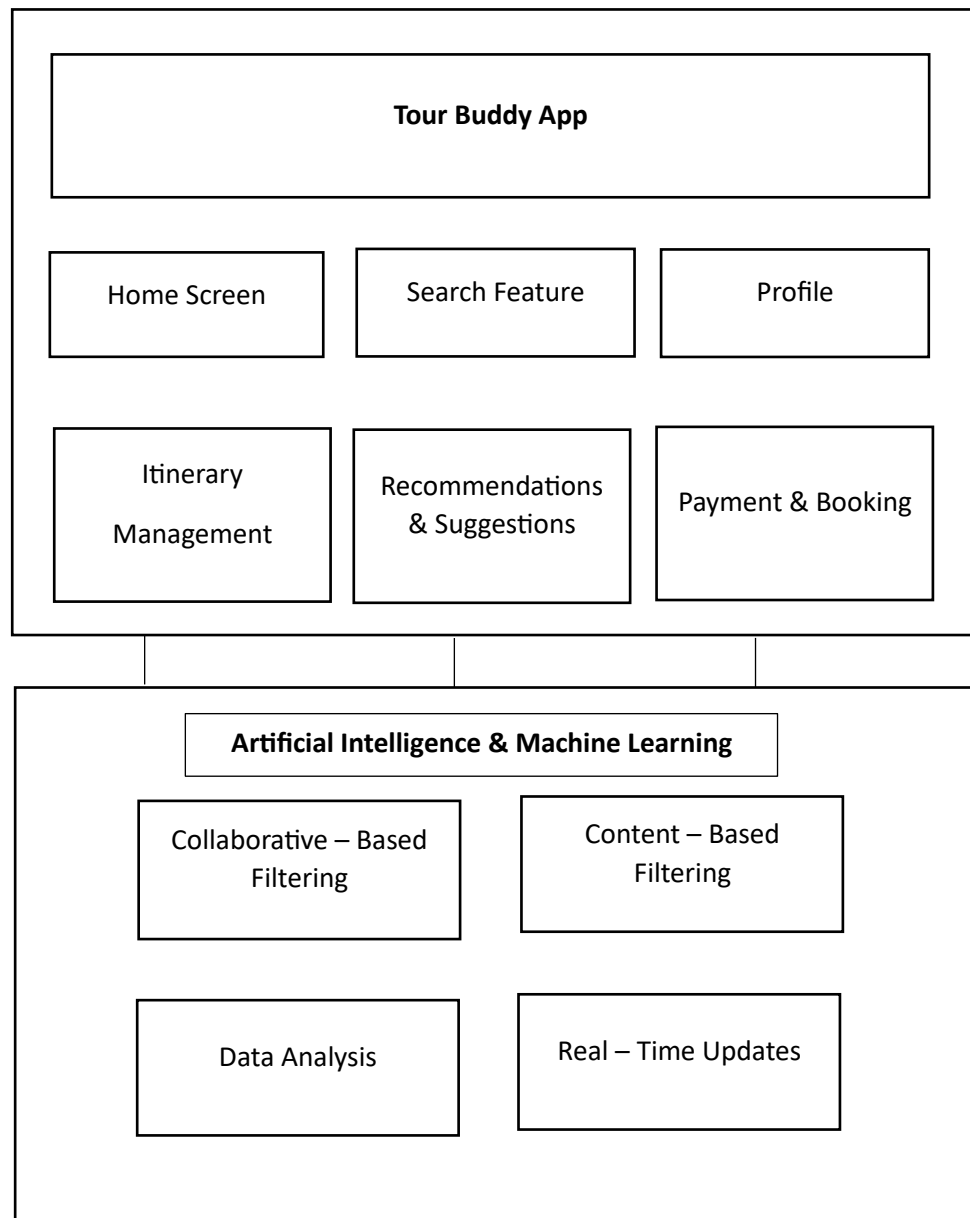 Tour Buddy App
Home Screen
Search Feature
Profile
Itinerary
Management
Recommendations
& Suggestions
Payment & Booking
Artificial Intelligence & Machine Learning
Collaborative – Based
Filtering
Content – Based
Filtering
Data Analysis
Real – Time Updates